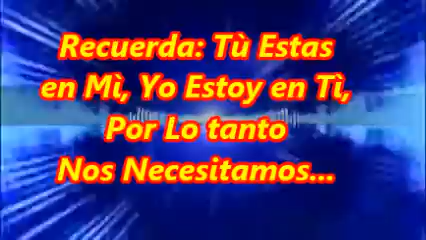 Recuerda: Tù Estas
en Mì, Yo Estoy en Tì,
Por Lo tanto
Nos Necesitamos...